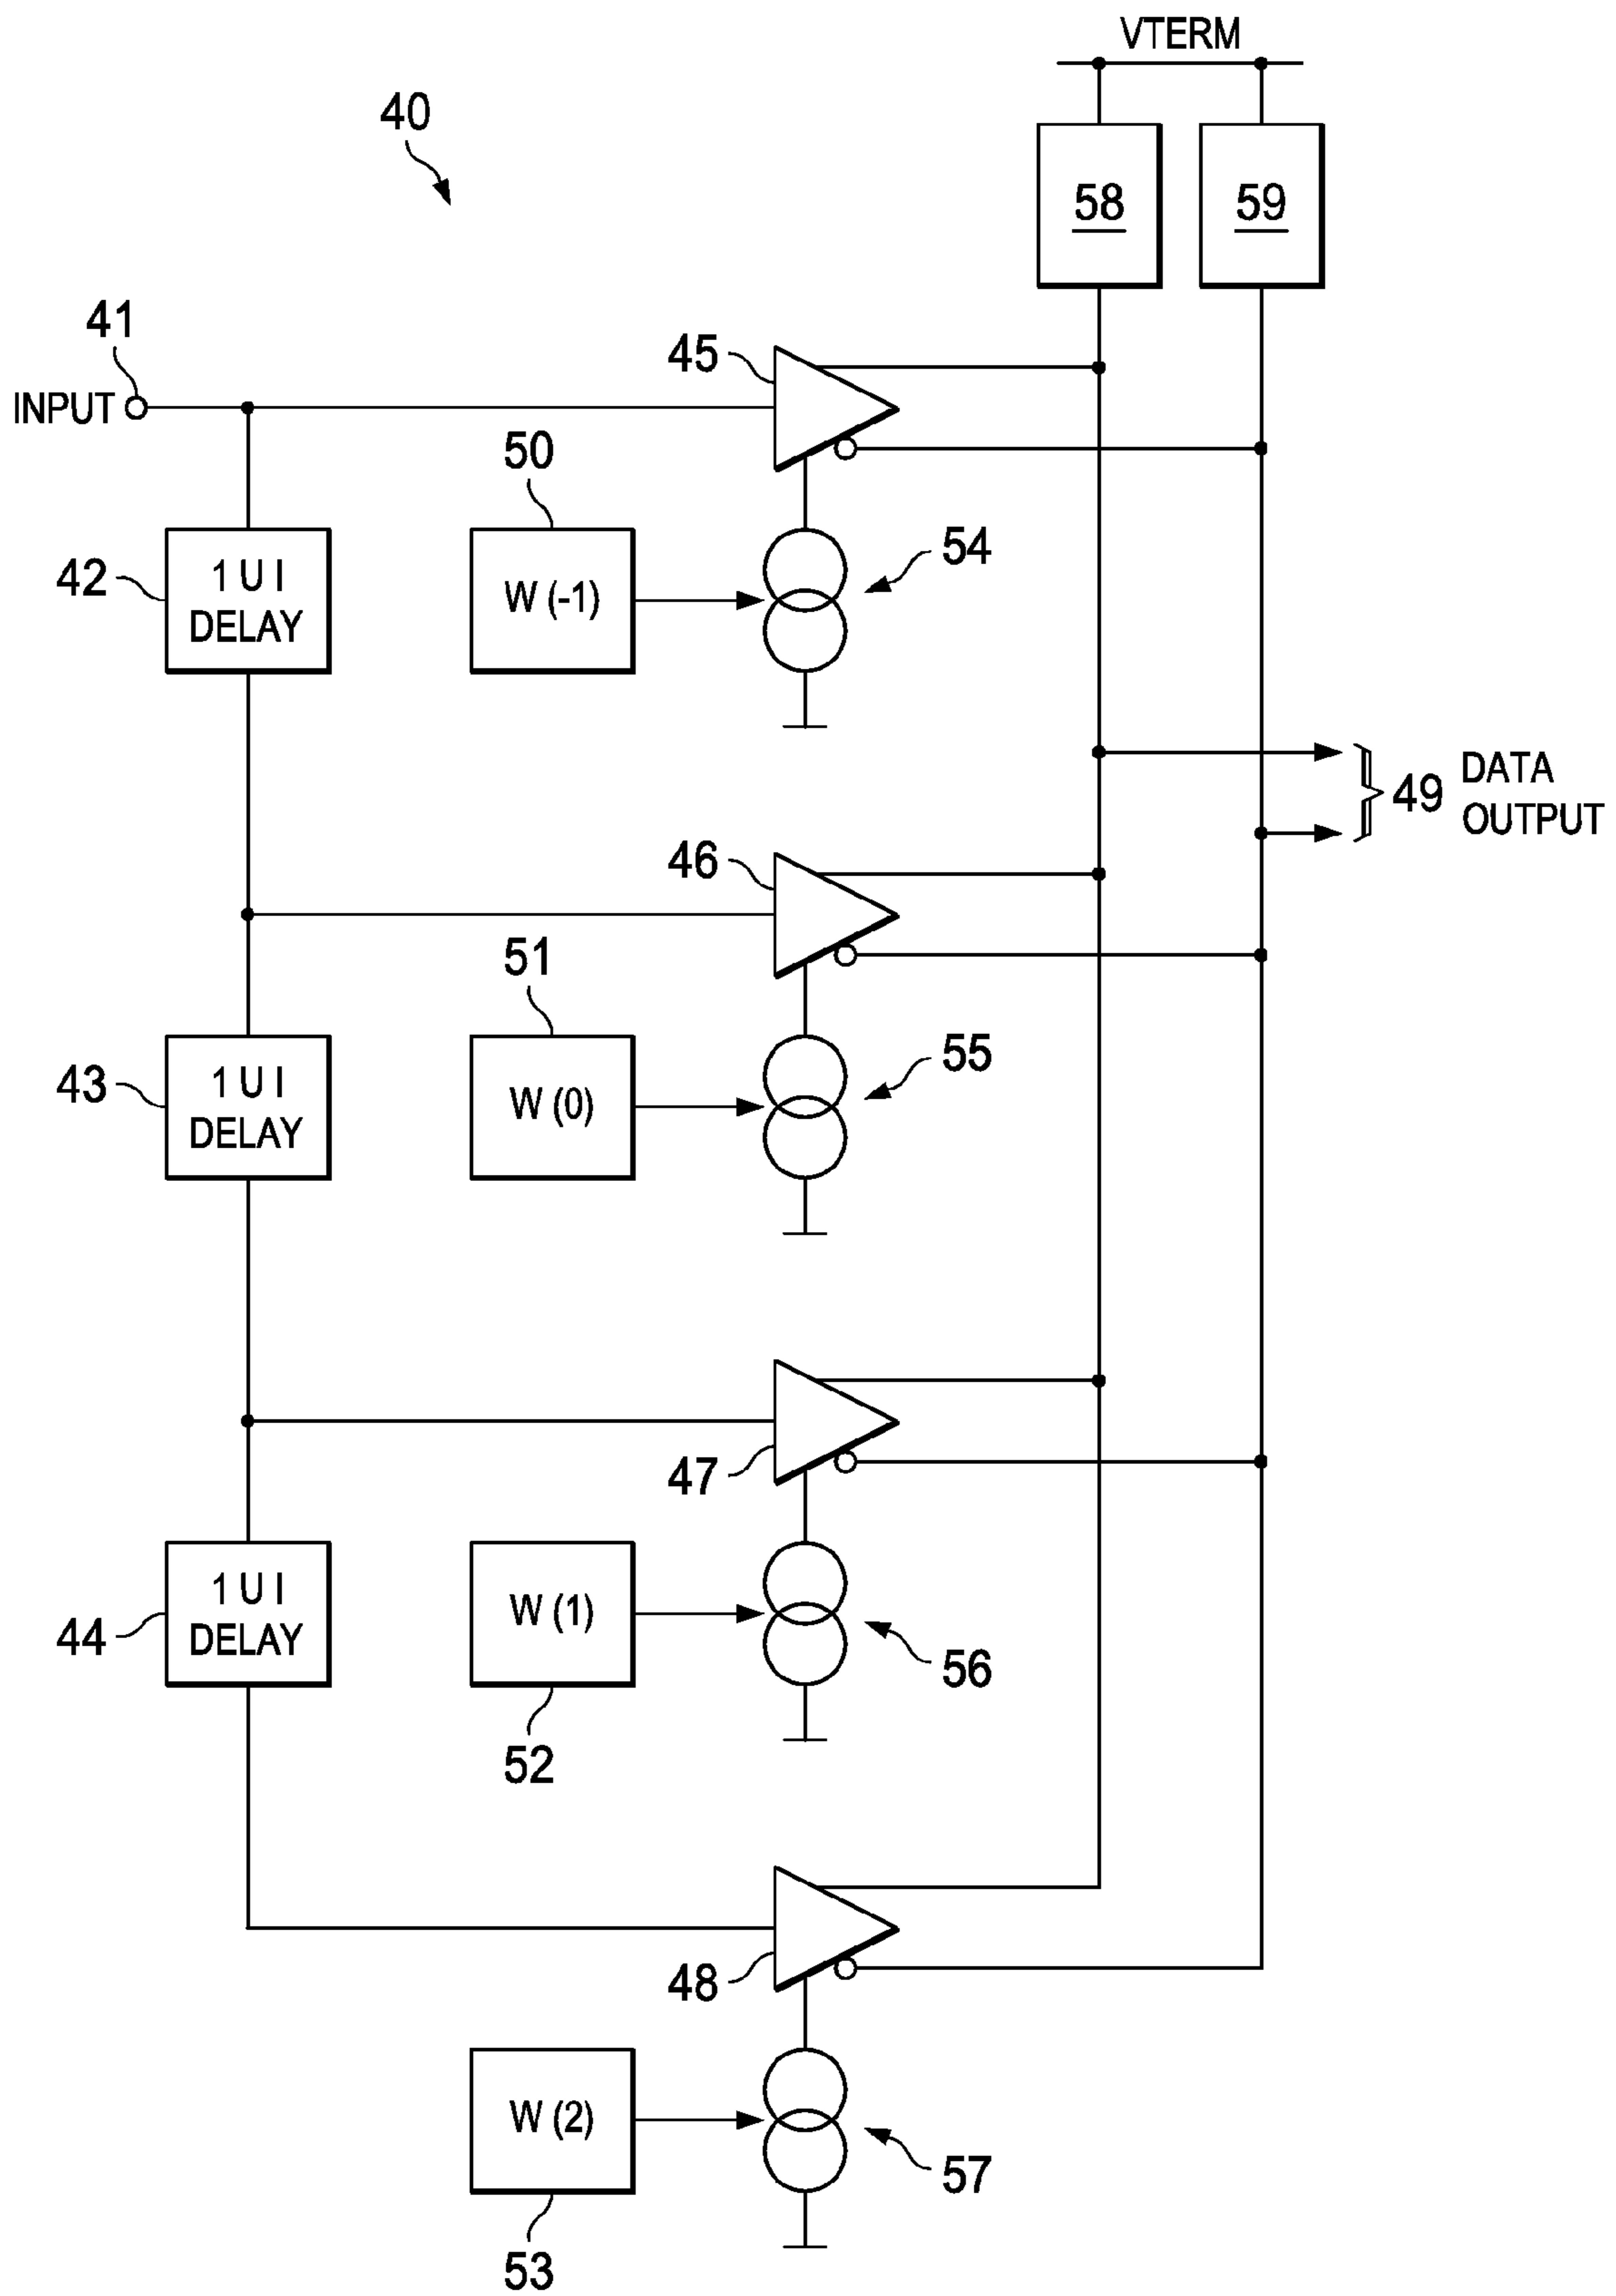 VTERM
40
58
59
41
INPUT
45
50
42
1 U I
DELAY
W (-1)
54
49
DATA
OUTPUT
46
51
43
1 U I
DELAY
W (0)
55
47
44
1 U I
DELAY
W (1)
56
52
48
W (2)
57
53